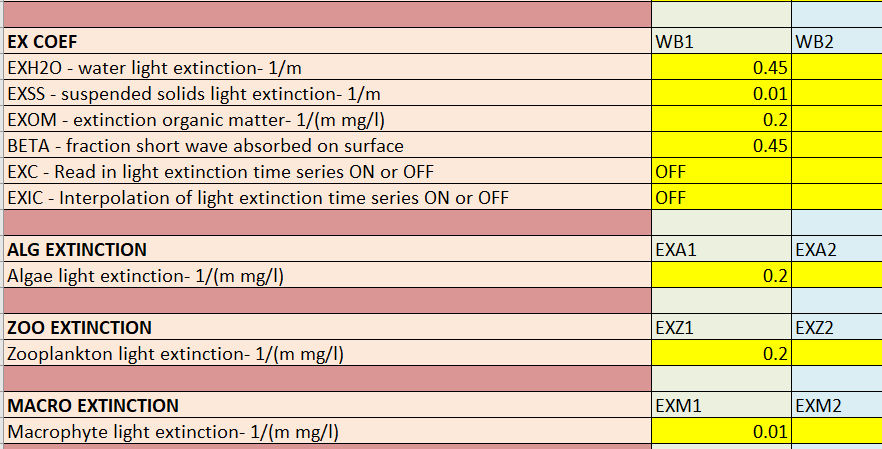 EX COEF WB1 WB2
EXH2O - water light extinction- 1/m 0.45
EXSS - suspended solids light extinction- 1/m 0.01
EXOM - extinction organic matter- 1/(m mg/l) 0.2
BETA - fraction short wave absorbed on surface 0.45
EXC - Read in light extinction time series ON or OFF OFF
EXIC - Interpolation of light extinction time series ON or OFF OFF
ALG EXTINCTION EXA1 EXA2
Algae light extinction- 1/(m mg/l) 0.2
ZOO EXTINCTION EXZ1 EXZ2
Zooplankton light extinction- 1/(m mg/l) 0.2
MACRO EXTINCTION EXM1 EXM2
Macrophyte light extinction- 1/(m mg/l) 0.01